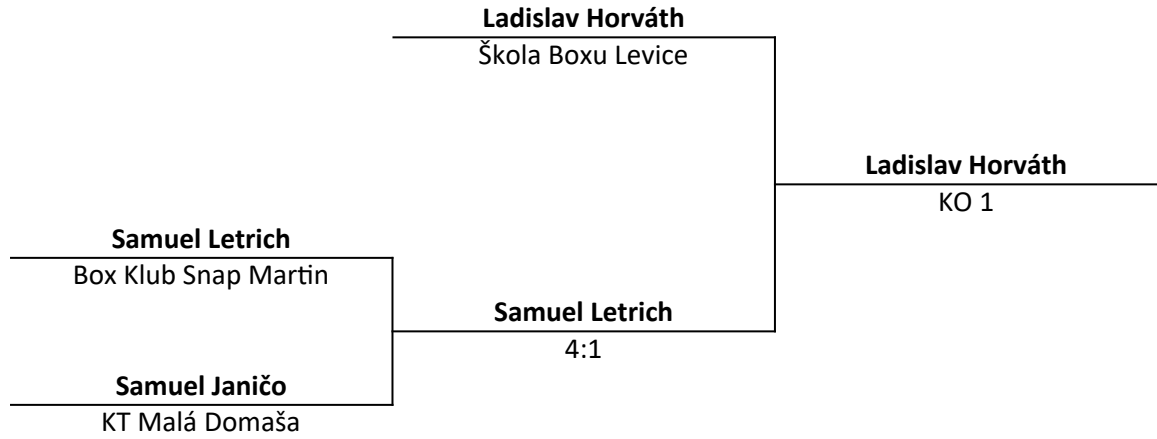 Ladislav Horváth
Škola Boxu Levice
Ladislav Horváth
KO 1
Samuel Letrich
Box Klub Snap Martin
Samuel Letrich
4:1
Samuel Janičo
KT Malá Domaša